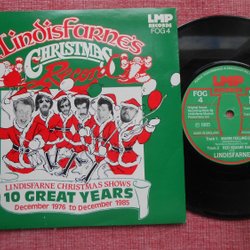 Lindisfarne's
CHRISTMAS
Record
LMP
RECORDS
FOG 4
LINDISFARNE CHRISTMAS SHOWS
10 GREAT YEARS
December 1976 to December 1985
LMP
FOG
4
LINDISFARNE